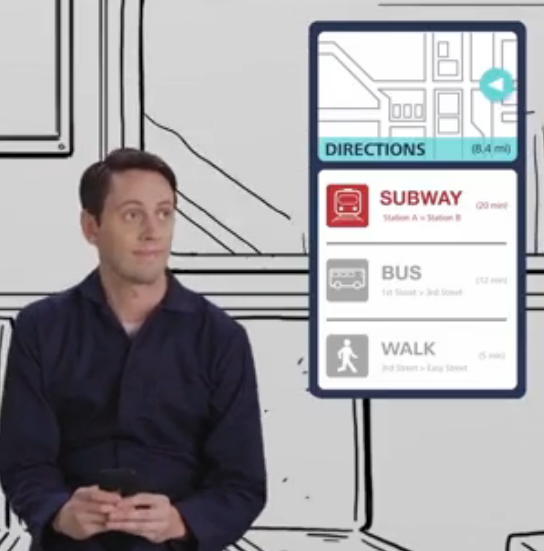 DIRECTIONS (8.4 mi)
SUBWAY (20 min)
Station A > Station B
BUS (12 min)
1st Street > 3rd Street
WALK (5 min)
3rd Street > Easy Street